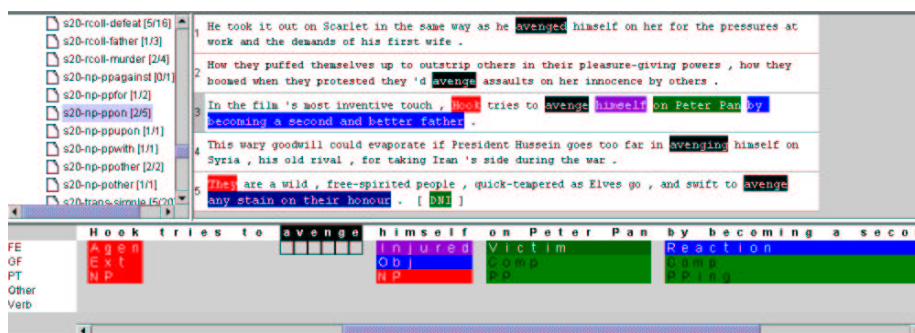 s20-rcoll-defeat [5/16]
s20-rcoll-father [1/3]
s20-rcoll-murder [2/4]
s20-np-ppagainst [0/1]
s20-np-ppfor [1/2]
s20-np-ppon [2/5]
s20-np-ppupon [1/1]
s20-np-ppwith [1/1]
s20-np-ppother [2/2]
s20-np-pother [1/1]
s20-trans-simple [5/20]
1 He took it out on Scarlet in the same way as he avenged himself on her for the pressures at
work and the demands of his first wife .
2 How they puffed themselves up to outstrip others in their pleasure-giving powers , how they
boomed when they protested they 'd avenge assaults on her innocence by others .
3 In the film 's most inventive touch , Hook tries to avenge himself on Peter Pan by
becoming a second and better father .
4 This wary goodwill could evaporate if President Hussein goes too far in avenging himself on
Syria , his old rival , for taking Iran 's side during the war .
5 They are a wild , free-spirited people , quick-tempered as Elves go , and swift to avenge
any stain on their honour . [ DNI ]
Hook tries to avenge himself on Peter Pan by becoming a seco
FE Agen Injured Victim Reaction
GF Ext Obj Comp Comp
PT NP NP PP PPing
Other
Verb